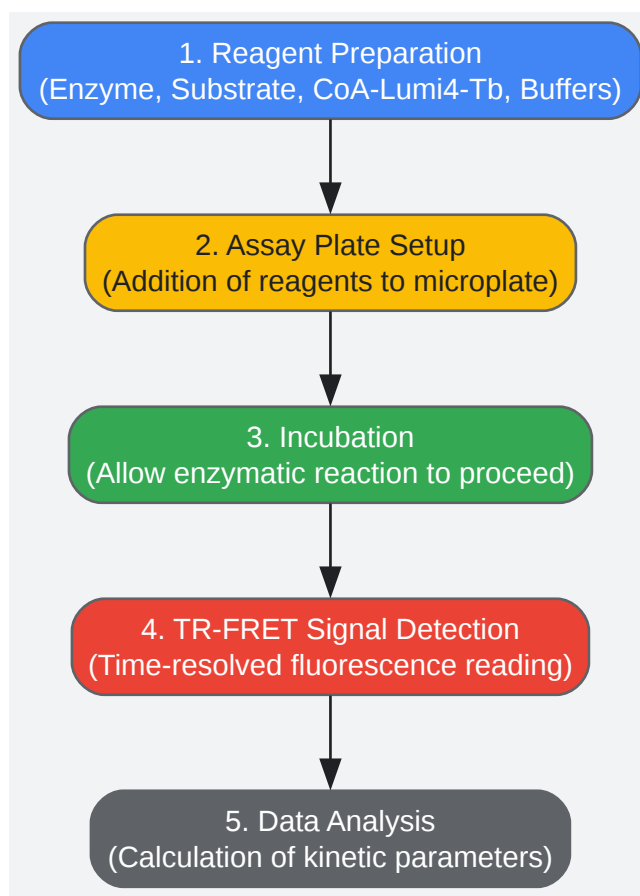 1. Reagent Preparation
(Enzyme, Substrate, CoA-Lumi4-Tb, Buffers)
2. Assay Plate Setup
(Addition of reagents to microplate)
3. Incubation
(Allow enzymatic reaction to proceed)
4. TR-FRET Signal Detection
(Time-resolved fluorescence reading)
5. Data Analysis
(Calculation of kinetic parameters)